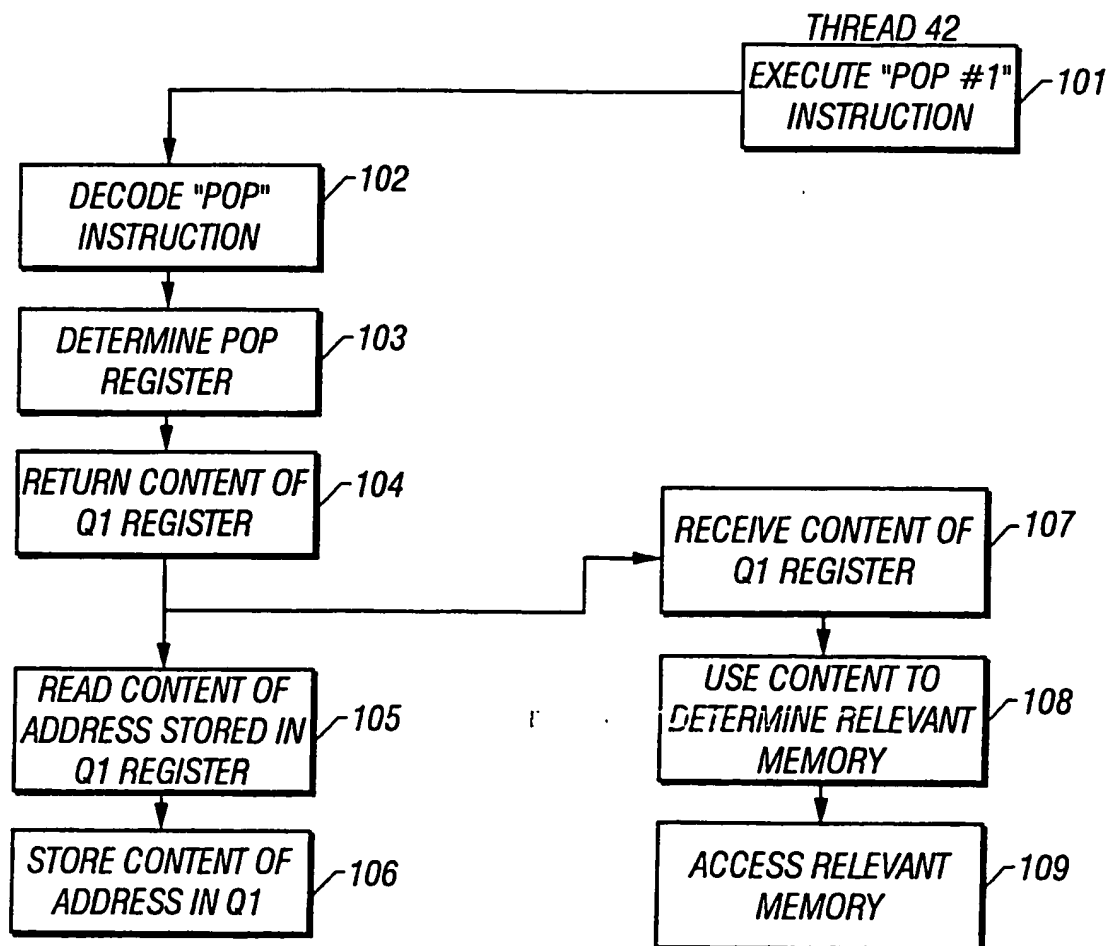 THREAD 42
EXECUTE "POP #1"
INSTRUCTION
101
DECODE "POP"
INSTRUCTION
102
DETERMINE POP
REGISTER
103
RETURN CONTENT OF
Q1 REGISTER
104
RECEIVE CONTENT OF
Q1 REGISTER
107
READ CONTENT OF
ADDRESS STORED IN
Q1 REGISTER
105
USE CONTENT TO
DETERMINE RELEVANT
MEMORY
108
STORE CONTENT OF
ADDRESS IN Q1
106
ACCESS RELEVANT
MEMORY
109